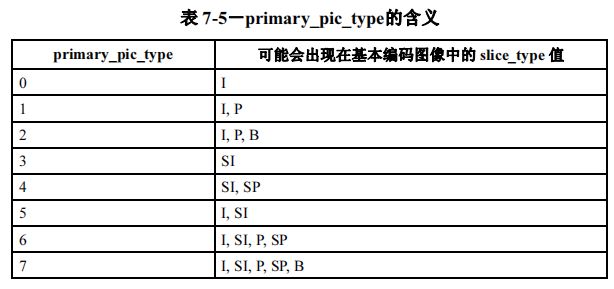 表 7-5－primary_pic_type的含义
primary_pic_type 可能会出现在基本编码图像中的 slice_type 值
0 I
1 I, P
2 I, P, B
3 SI
4 SI, SP
5 I, SI
6 I, SI, P, SP
7 I, SI, P, SP, B